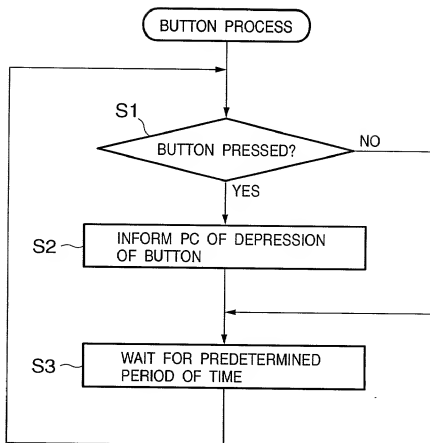 BUTTON PROCESS
S1
BUTTON PRESSED?
NO
YES
S2
INFORM PC OF DEPRESSION
OF BUTTON
S3
WAIT FOR PREDETERMINED
PERIOD OF TIME